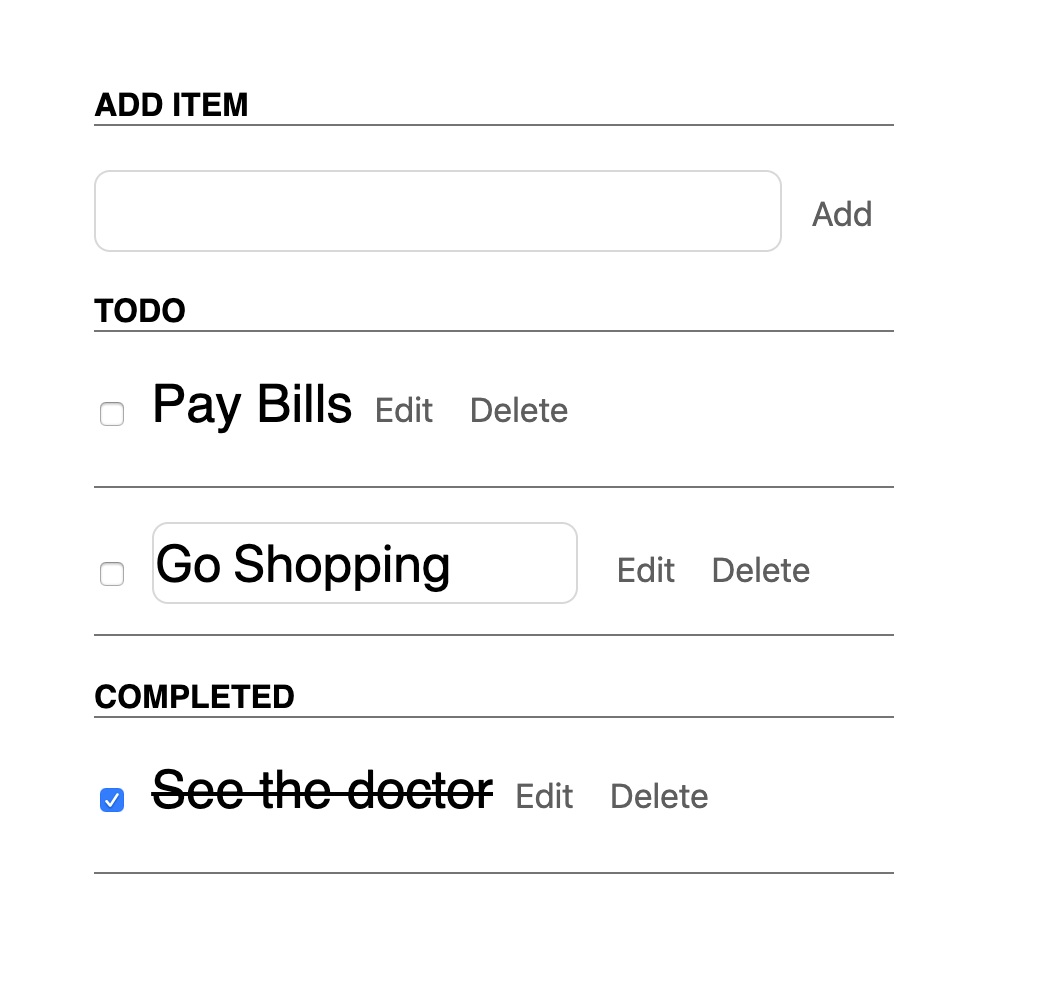 ADD ITEM
Add
TODO
Pay Bills Edit Delete
Go Shopping Edit Delete
COMPLETED
See the doctor Edit Delete